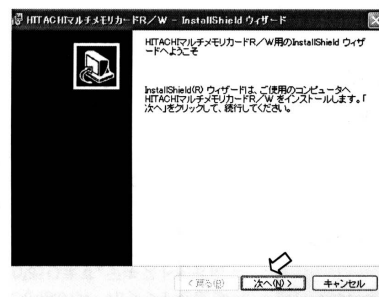 HITACHIマルチメモリカードR/W - InstallShield ウィザード
HITACHIマルチメモリカードR/W用のInstallShield ウィザ
ードへようこそ
InstallShield(R) ウィザードは、ご使用のコンピュータへ
HITACHIマルチメモリカードR/W をインストールします。「
次へ」をクリックして、続行してください。
< 戻る(B)
次へ(N) >
キャンセル